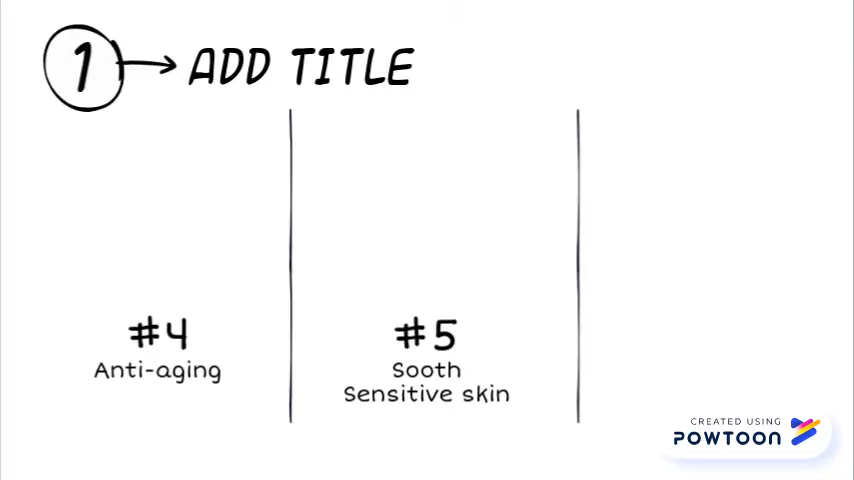 1 ADD TITLE
#4
Anti-aging
#5
Sooth
Sensitive skin
CREATED USING
POWTOON